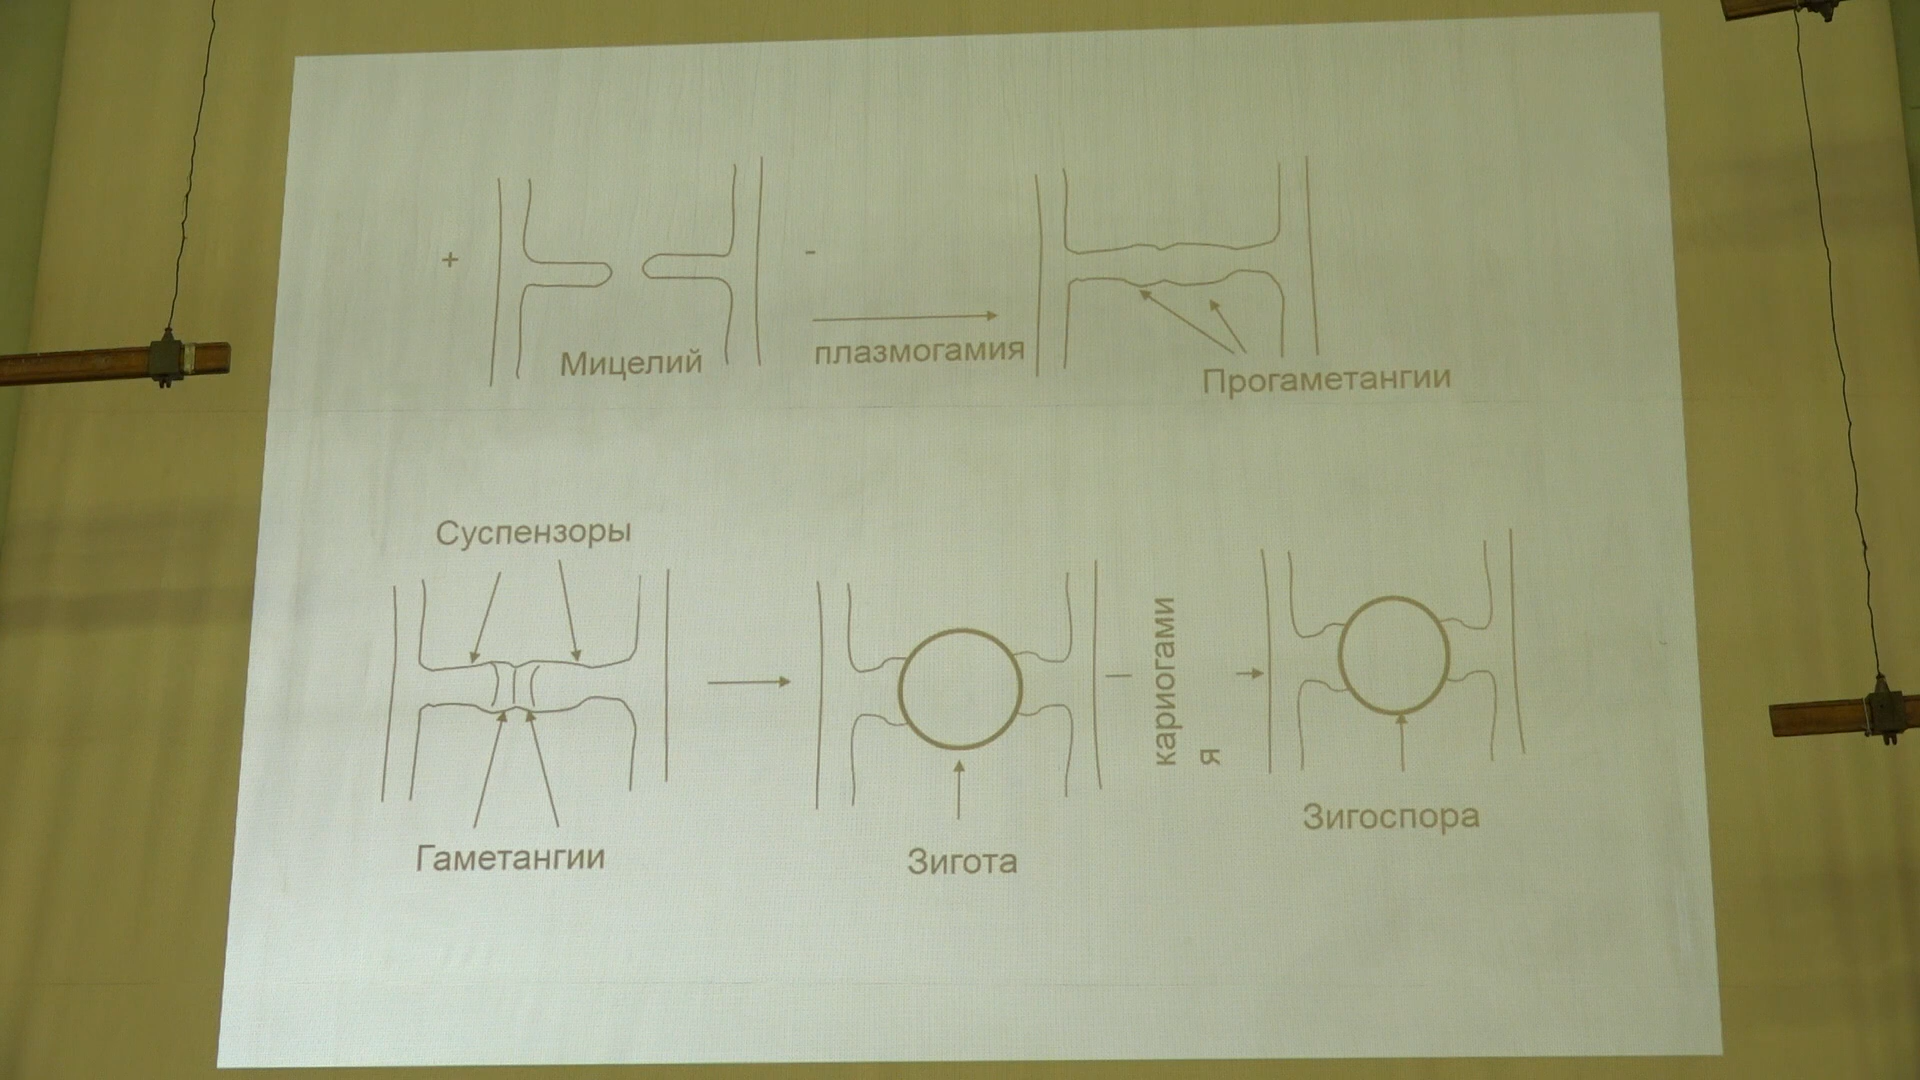 +
-
Мицелий
плазмогамия
Прогаметангии
Суспензоры
Гаметангии
Зигота
кариогами
я
Зигоспора